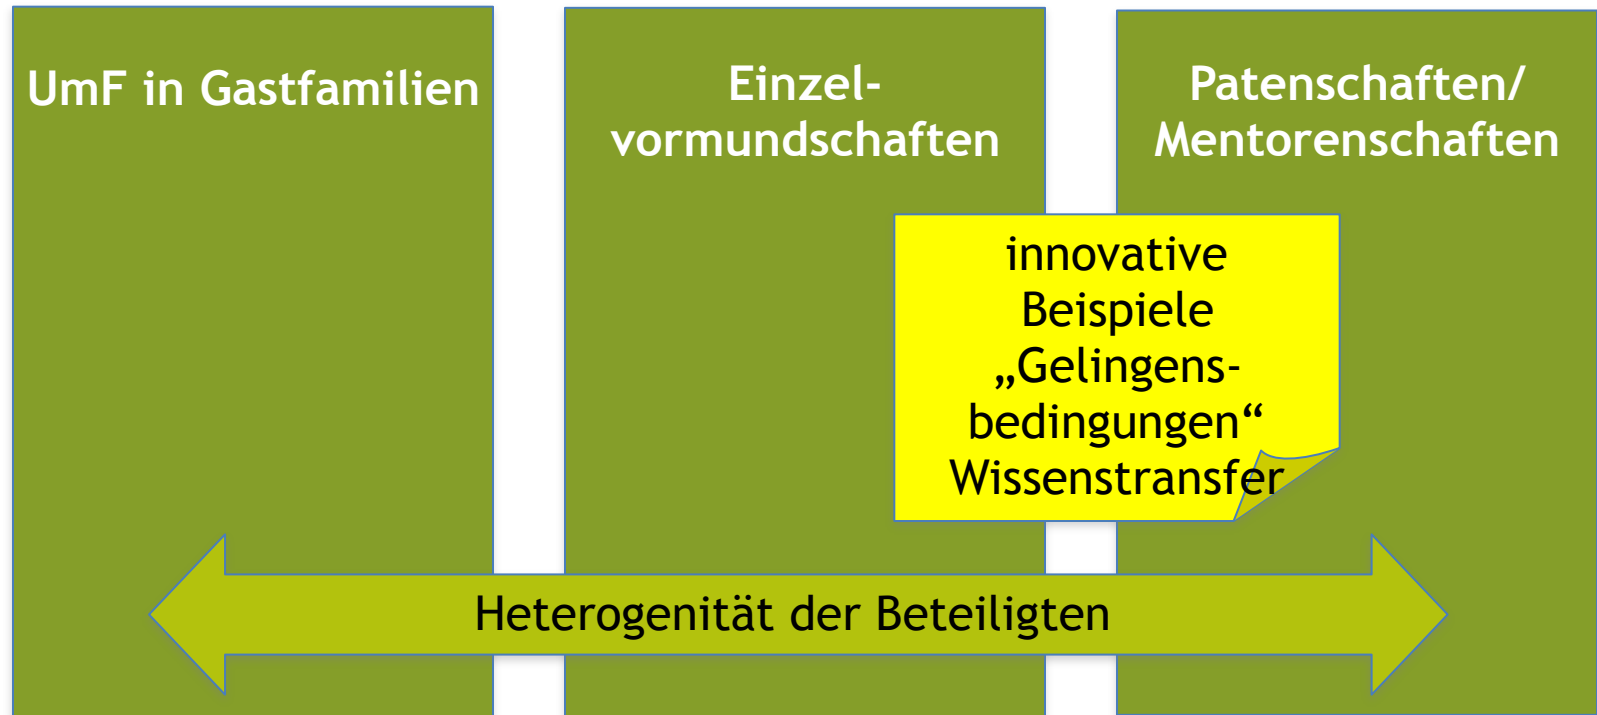 UmF in Gastfamilien
Einzel-
vormundschaften
Patenschaften/
Mentorenschaften
innovative
Beispiele
„Gelingens-
bedingungen“
Wissenstransfer
Heterogenität der Beteiligten